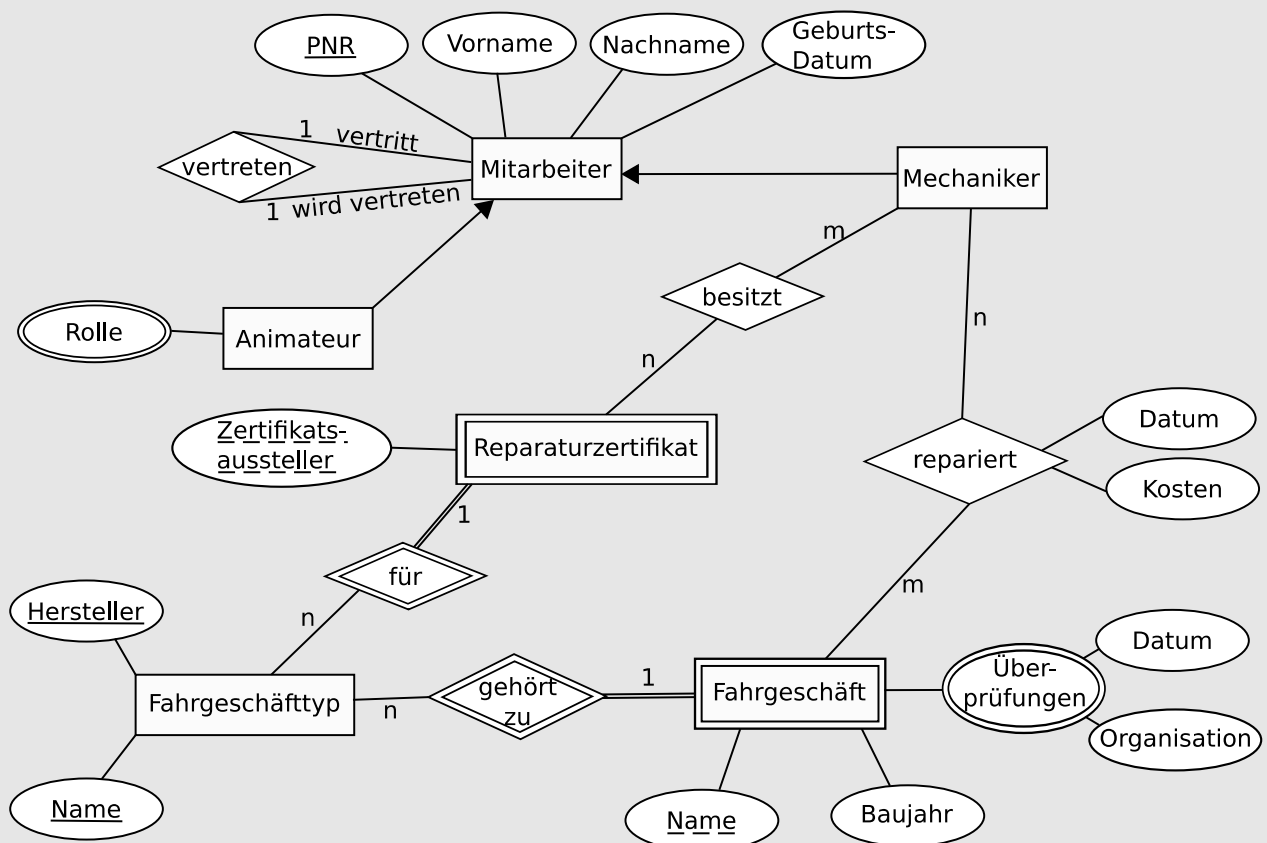 PNR
Vorname
Nachname
Geburts-
Datum
1 vertritt
vertreten
Mitarbeiter
Mechaniker
1 wird vertreten
m
besitzt
n
Rolle
Animateur
n
Datum
Zertifikats-
aussteller
Reparaturzertifikat
repariert
Kosten
1
für
m
Hersteller
n
Datum
Über-
prüfungen
Fahrgeschäfttyp
n
gehört
zu
1
Fahrgeschäft
Organisation
Name
Name
Baujahr